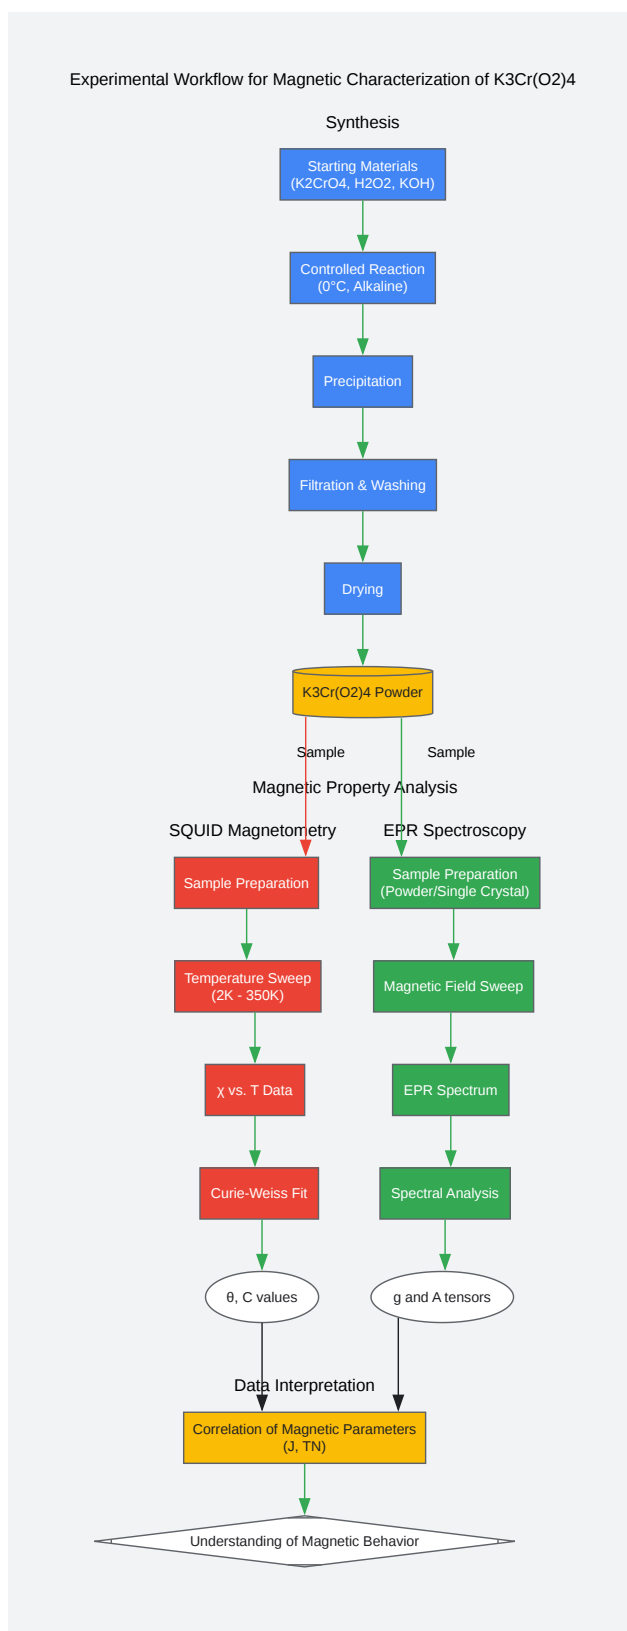 Experimental Workflow for Magnetic Characterization of K3Cr(O2)4
Synthesis
Starting Materials
(K2CrO4, H2O2, KOH)
Controlled Reaction
(0°C, Alkaline)
Precipitation
Filtration & Washing
Drying
K3Cr(O2)4 Powder
Sample
Sample
Magnetic Property Analysis
SQUID Magnetometry
EPR Spectroscopy
Sample Preparation
Sample Preparation
(Powder/Single Crystal)
Temperature Sweep
(2K - 350K)
Magnetic Field Sweep
χ vs. T Data
EPR Spectrum
Curie-Weiss Fit
Spectral Analysis
θ, C values
g and A tensors
Data Interpretation
Correlation of Magnetic Parameters
(J, TN)
Understanding of Magnetic Behavior